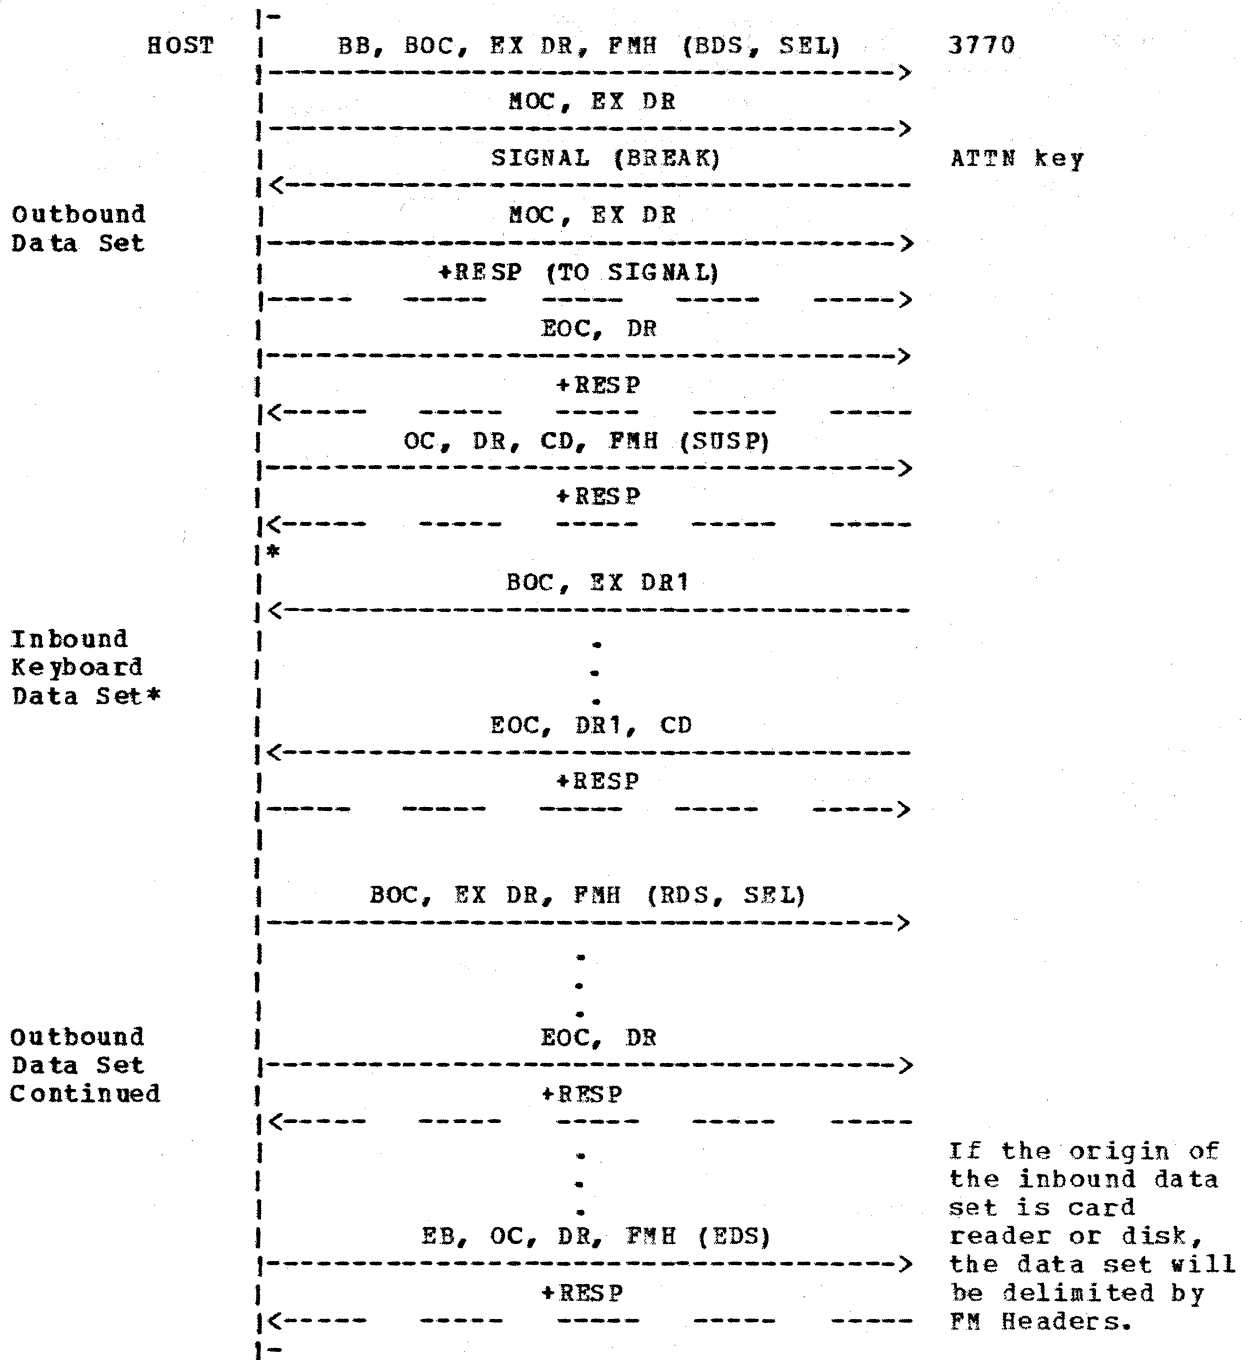 HOST BB, BOC, EX DR, FMH (BDS, SEL) 3770
MOC, EX DR
SIGNAL (BREAK) ATTN key
Outbound MOC, EX DR
Data Set
+RESP (TO SIGNAL)
EOC, DR
+RESP
OC, DR, CD, FMH (SUSP)
+RESP
*
BOC, EX DR1
Inbound
Keyboard
Data Set*
EOC, DR1, CD
+RESP
BOC, EX DR, FMH (RDS, SEL)
Outbound EOC, DR
Data Set
Continued +RESP
If the origin of
the inbound data
set is card
EB, OC, DR, FMH (EDS) reader or disk,
the data set will
+RESP be delimited by
FM Headers.